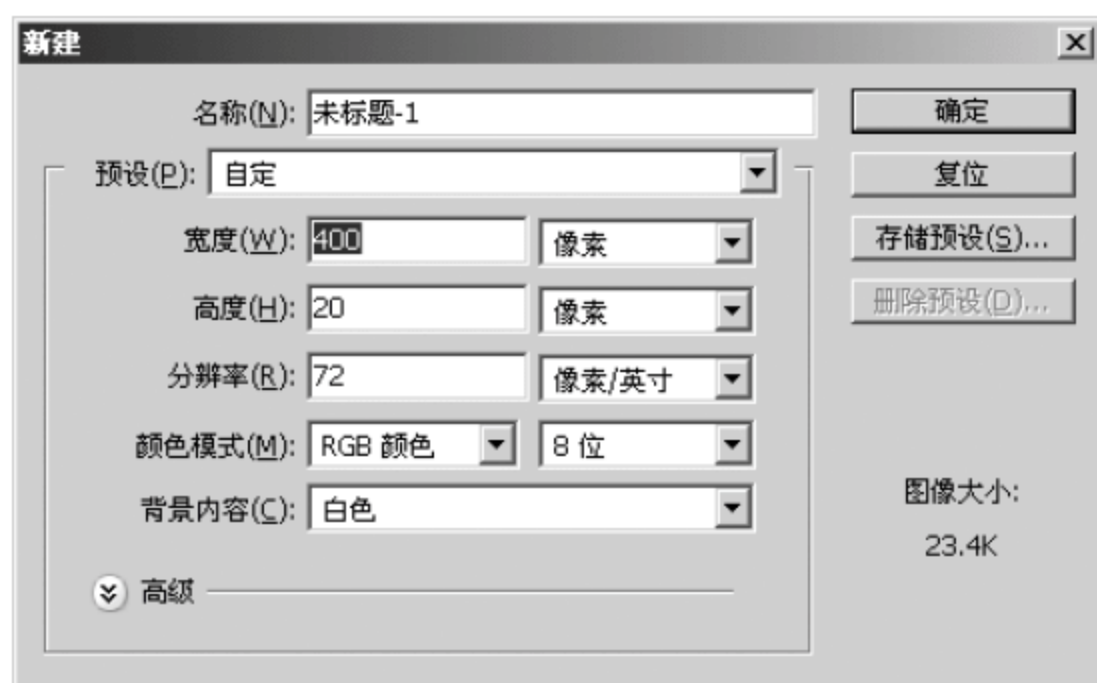 新建
名称(N): 未标题-1
确定
预设(P): 自定
复位
宽度(W): 400 像素
存储预设(S)...
高度(H): 20 像素
删除预设(D)...
分辨率(R): 72 像素/英寸
颜色模式(M): RGB 颜色 8 位
背景内容(C): 白色
图像大小:
23.4K
高级